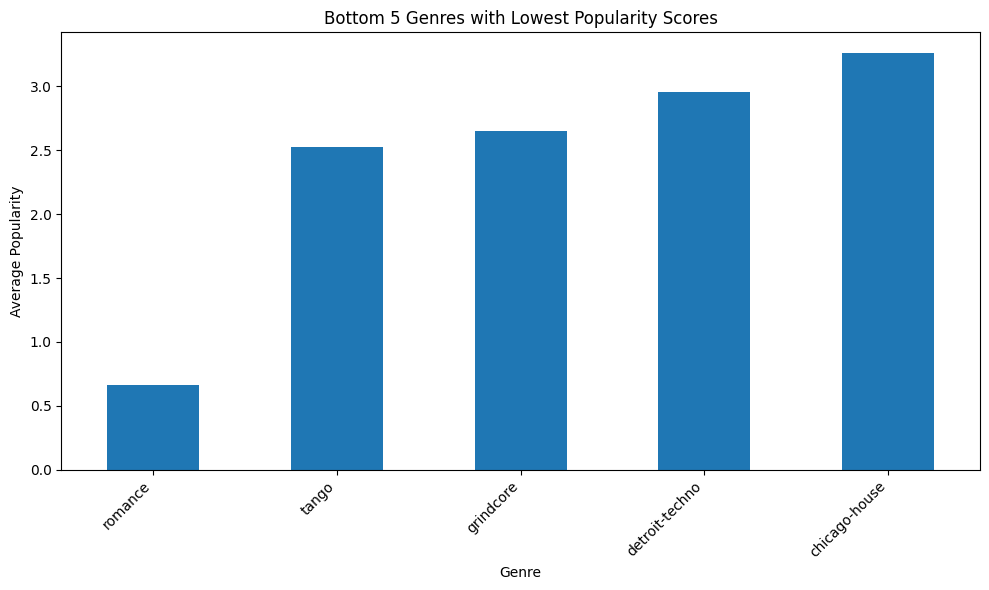 Bottom 5 Genres with Lowest Popularity Scores
Average Popularity
3.0
2.5
2.0
1.5
1.0
0.5
0.0
romance
tango
grindcore
detroit-techno
chicago-house
Genre